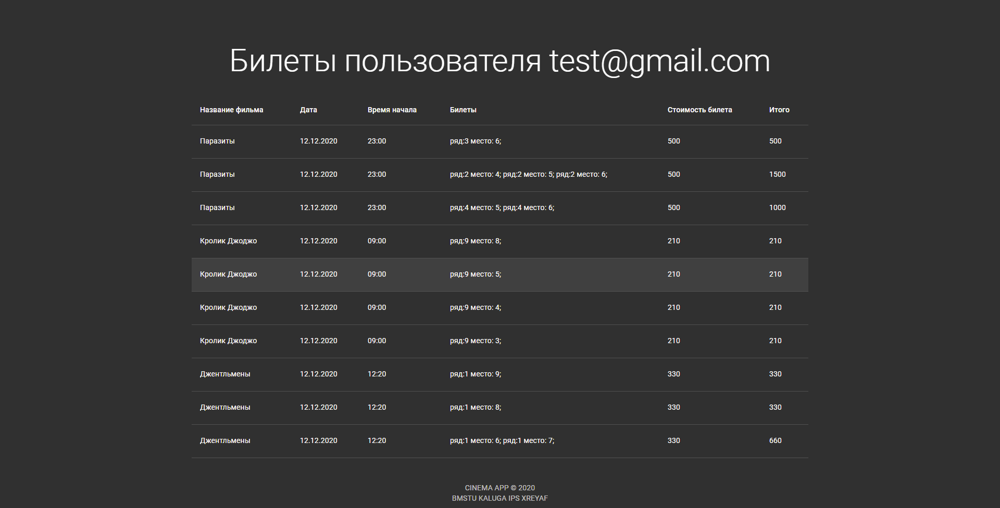 Билеты пользователя test@gmail.com
Название фильма Дата Время начала Билеты Стоимость билета Итого
Паразиты 12.12.2020 23:00 ряд:3 место: 6; 500 500
Паразиты 12.12.2020 23:00 ряд:2 место: 4; ряд:2 место: 5; ряд:2 место: 6; 500 1500
Паразиты 12.12.2020 23:00 ряд:4 место: 5; ряд:4 место: 6; 500 1000
Кролик Джоджо 12.12.2020 09:00 ряд:9 место: 8; 210 210
Кролик Джоджо 12.12.2020 09:00 ряд:9 место: 5; 210 210
Кролик Джоджо 12.12.2020 09:00 ряд:9 место: 4; 210 210
Кролик Джоджо 12.12.2020 09:00 ряд:9 место: 3; 210 210
Джентльмены 12.12.2020 12:20 ряд:1 место: 9; 330 330
Джентльмены 12.12.2020 12:20 ряд:1 место: 8; 330 330
Джентльмены 12.12.2020 12:20 ряд:1 место: 6; ряд:1 место: 7; 330 660
CINEMA APP © 2020
BMSTU KALUGA IPS XREYAF